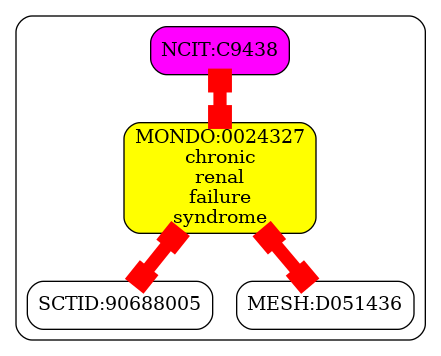 NCIT:C9438
MONDO:0024327
chronic
renal
failure
syndrome
SCTID:90688005
MESH:D051436